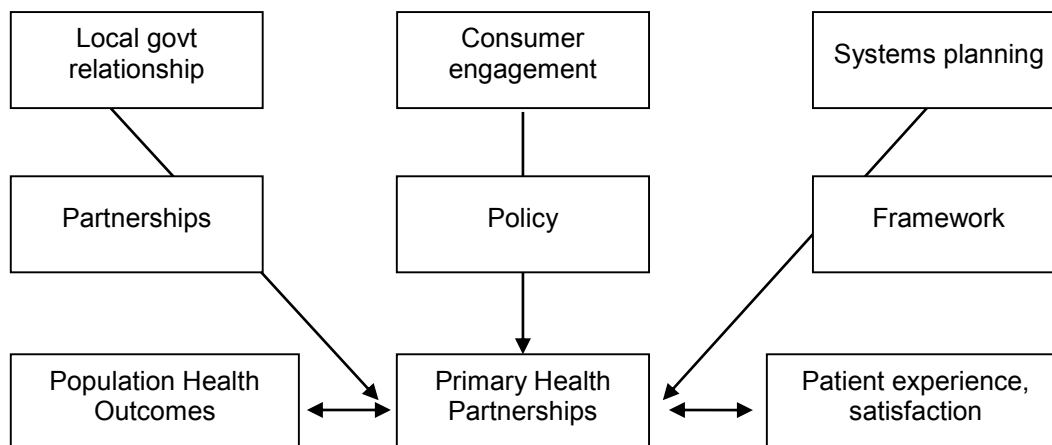 Local govt
relationship
Consumer
engagement
Systems planning
Partnerships
Policy
Framework
Population Health
Outcomes
Primary Health
Partnerships
Patient experience,
satisfaction